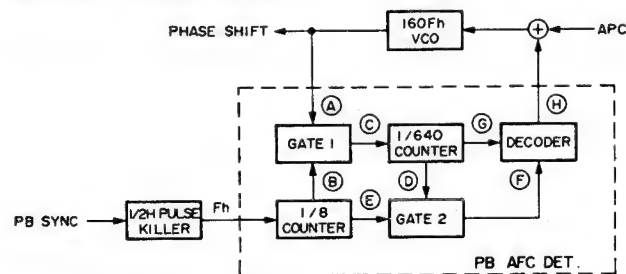 160Fh
VCO
PHASE SHIFT
APC
A
H
C
G
GATE 1
1/640
COUNTER
DECODER
B
D
F
PB SYNC
1/2H PULSE
KILLER
Fh
1/8
COUNTER
E
GATE 2
PB AFC DET.